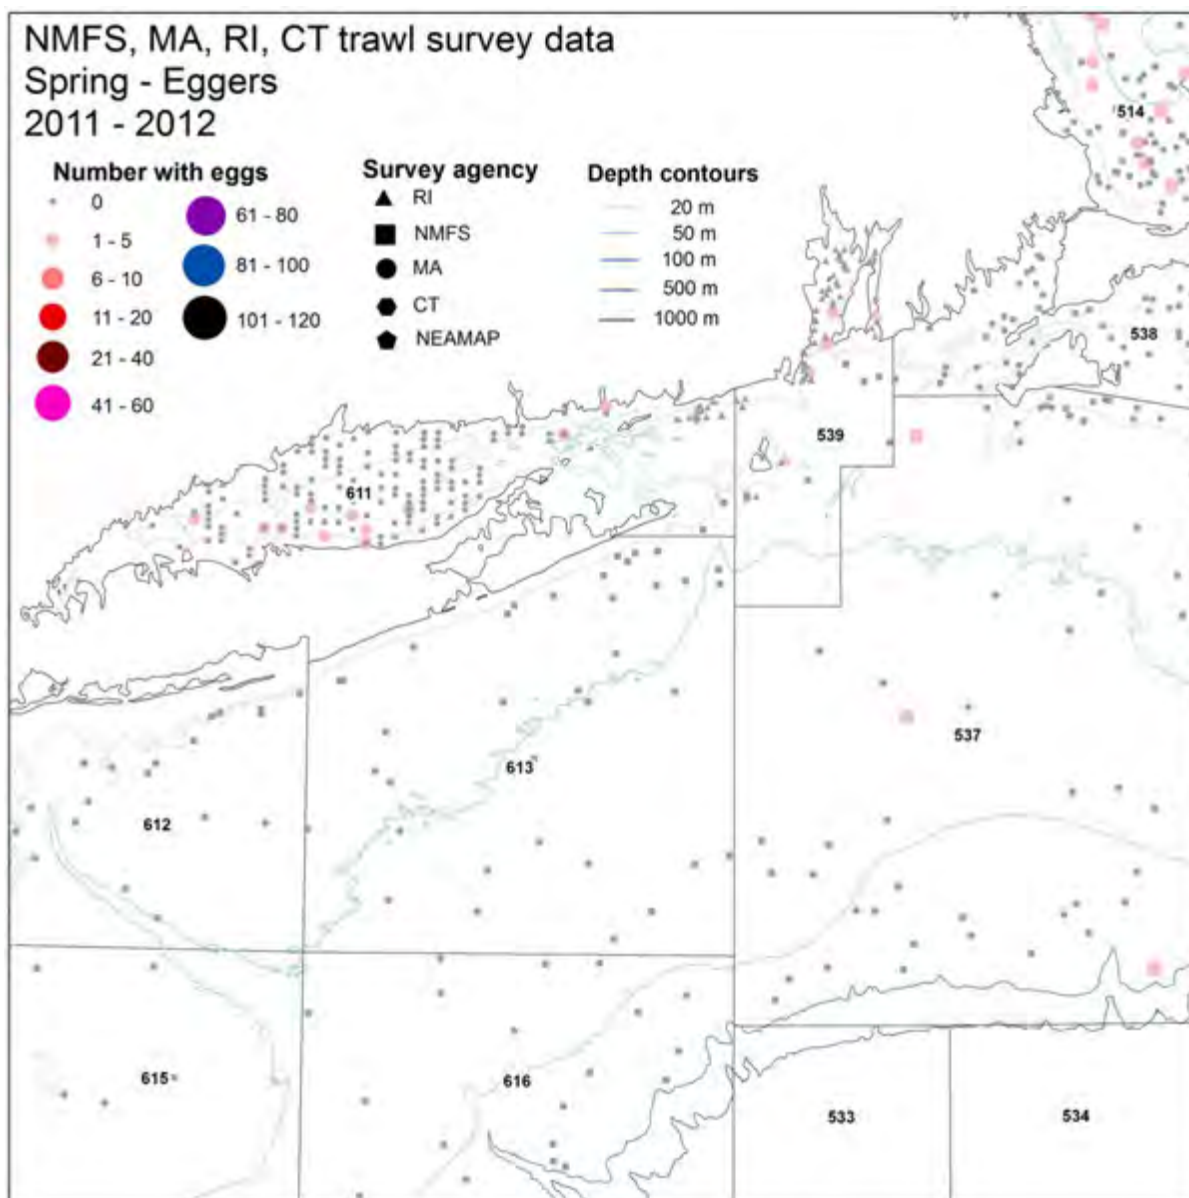 NMFS, MA, RI, CT trawl survey data
Spring - Eggers
2011 - 2012
Number with eggs
0
1 - 5
6 - 10
11 - 20
21 - 40
41 - 60
61 - 80
81 - 100
101 - 120
Survey agency
RI
NMFS
MA
CT
NEAMAP
Depth contours
20 m
50 m
100 m
500 m
1000 m
514
538
539
611
537
613
612
615
616
533
534